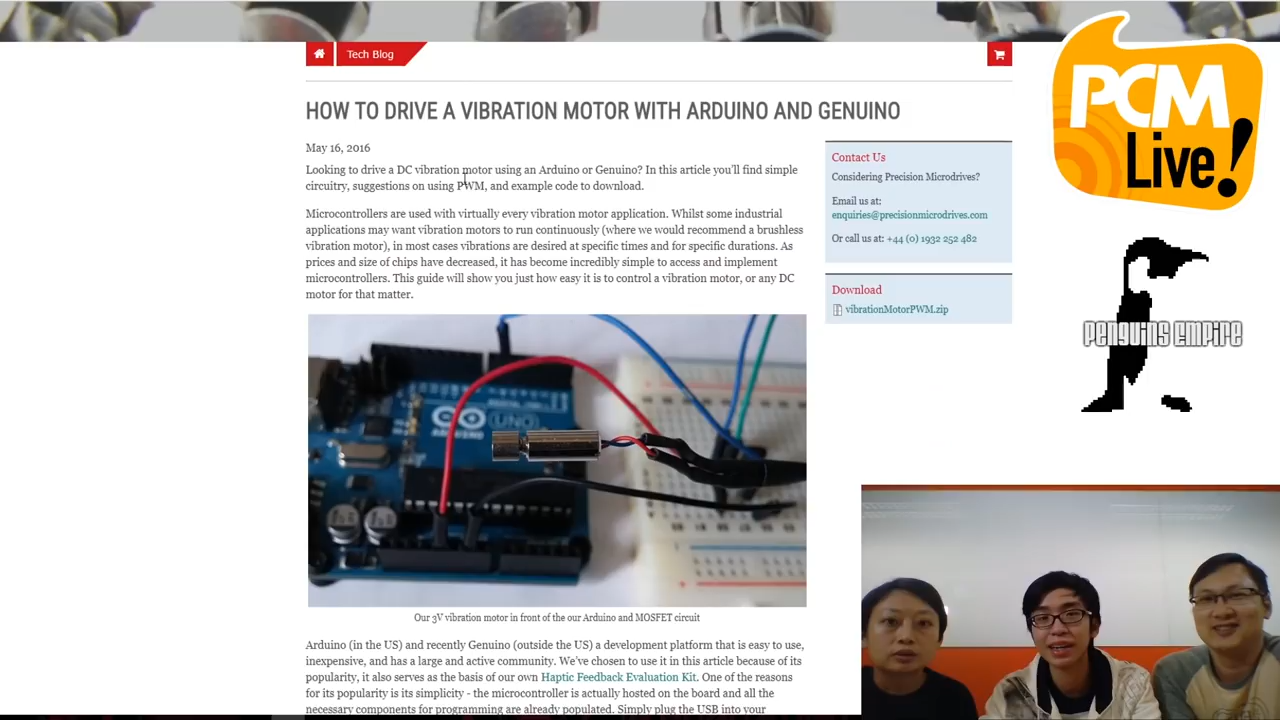 Tech Blog
HOW TO DRIVE A VIBRATION MOTOR WITH ARDUINO AND GENUINO
May 16, 2016
Looking to drive a DC vibration motor using an Arduino or Genuino? In this article you'll find simple
circuitry, suggestions on using PWM, and example code to download.
Microcontrollers are used with virtually every vibration motor application. Whilst some industrial
applications may want vibration motors to run continuously (where we would recommend a brushless
vibration motor), in most cases vibrations are desired at specific times and for specific durations. As
prices and size of chips have decreased, it has become incredibly simple to access and implement
microcontrollers. This guide will show you just how easy it is to control a vibration motor, or any DC
motor for that matter.
UNO
ARDUINO
Our 3V vibration motor in front of the our Arduino and MOSFET circuit
Arduino (in the US) and recently Genuino (outside the US) a development platform that is easy to use,
inexpensive, and has a large and active community. We've chosen to use it in this article because of its
popularity, it also serves as the basis of our own Haptic Feedback Evaluation Kit. One of the reasons
for its popularity is its simplicity - the microcontroller is actually hosted on the board and all the
necessary components for programming are already populated. Simply plug the USB into your
Contact Us
Considering Precision Microdrives?
Email us at:
enquiries@precisionmicrodrives.com
Or call us at: +44 (0) 1932 252 482
Download
vibrationMotorPWM.zip
PCM
Live!
PENGUINS EMPIRE